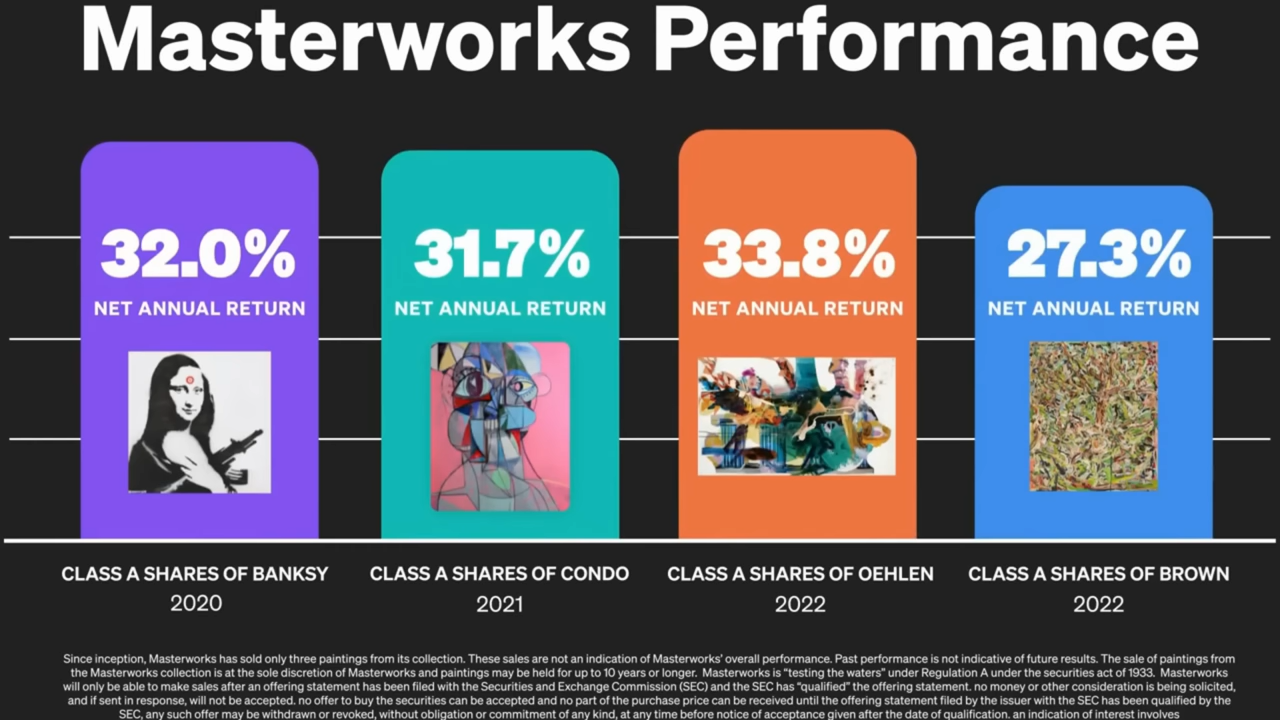 Masterworks Performance
32.0%
NET ANNUAL RETURN
31.7%
NET ANNUAL RETURN
33.8%
NET ANNUAL RETURN
27.3%
NET ANNUAL RETURN
CLASS A SHARES OF BANKSY
2020
CLASS A SHARES OF CONDO
2021
CLASS A SHARES OF OEHLEN
2022
CLASS A SHARES OF BROWN
2022
Since inception, Masterworks has sold only three paintings from its collection. These sales are not an indication of Masterworks' overall performance. Past performance is not indicative of future results. The sale of paintings from
the Masterworks collection is at the sole discretion of Masterworks and paintings may be held for up to 10 years or longer. Masterworks is "testing the waters" under Regulation A under the securities act of 1933. Masterworks
will only be able to make sales after an offering statement has been filed with the Securities and Exchange Commission (SEC) and the SEC has "qualified" the offering statement. no money or other consideration is being solicited,
and if sent in response, will not be accepted. no offer to buy the securities can be accepted and no part of the purchase price can be received until the offering statement filed by the issuer with the SEC has been qualified by the
SEC, any such offer may be withdrawn or revoked, without obligation or commitment of any kind, at any time before notice of acceptance given after the date of qualification. an indication of interest involves